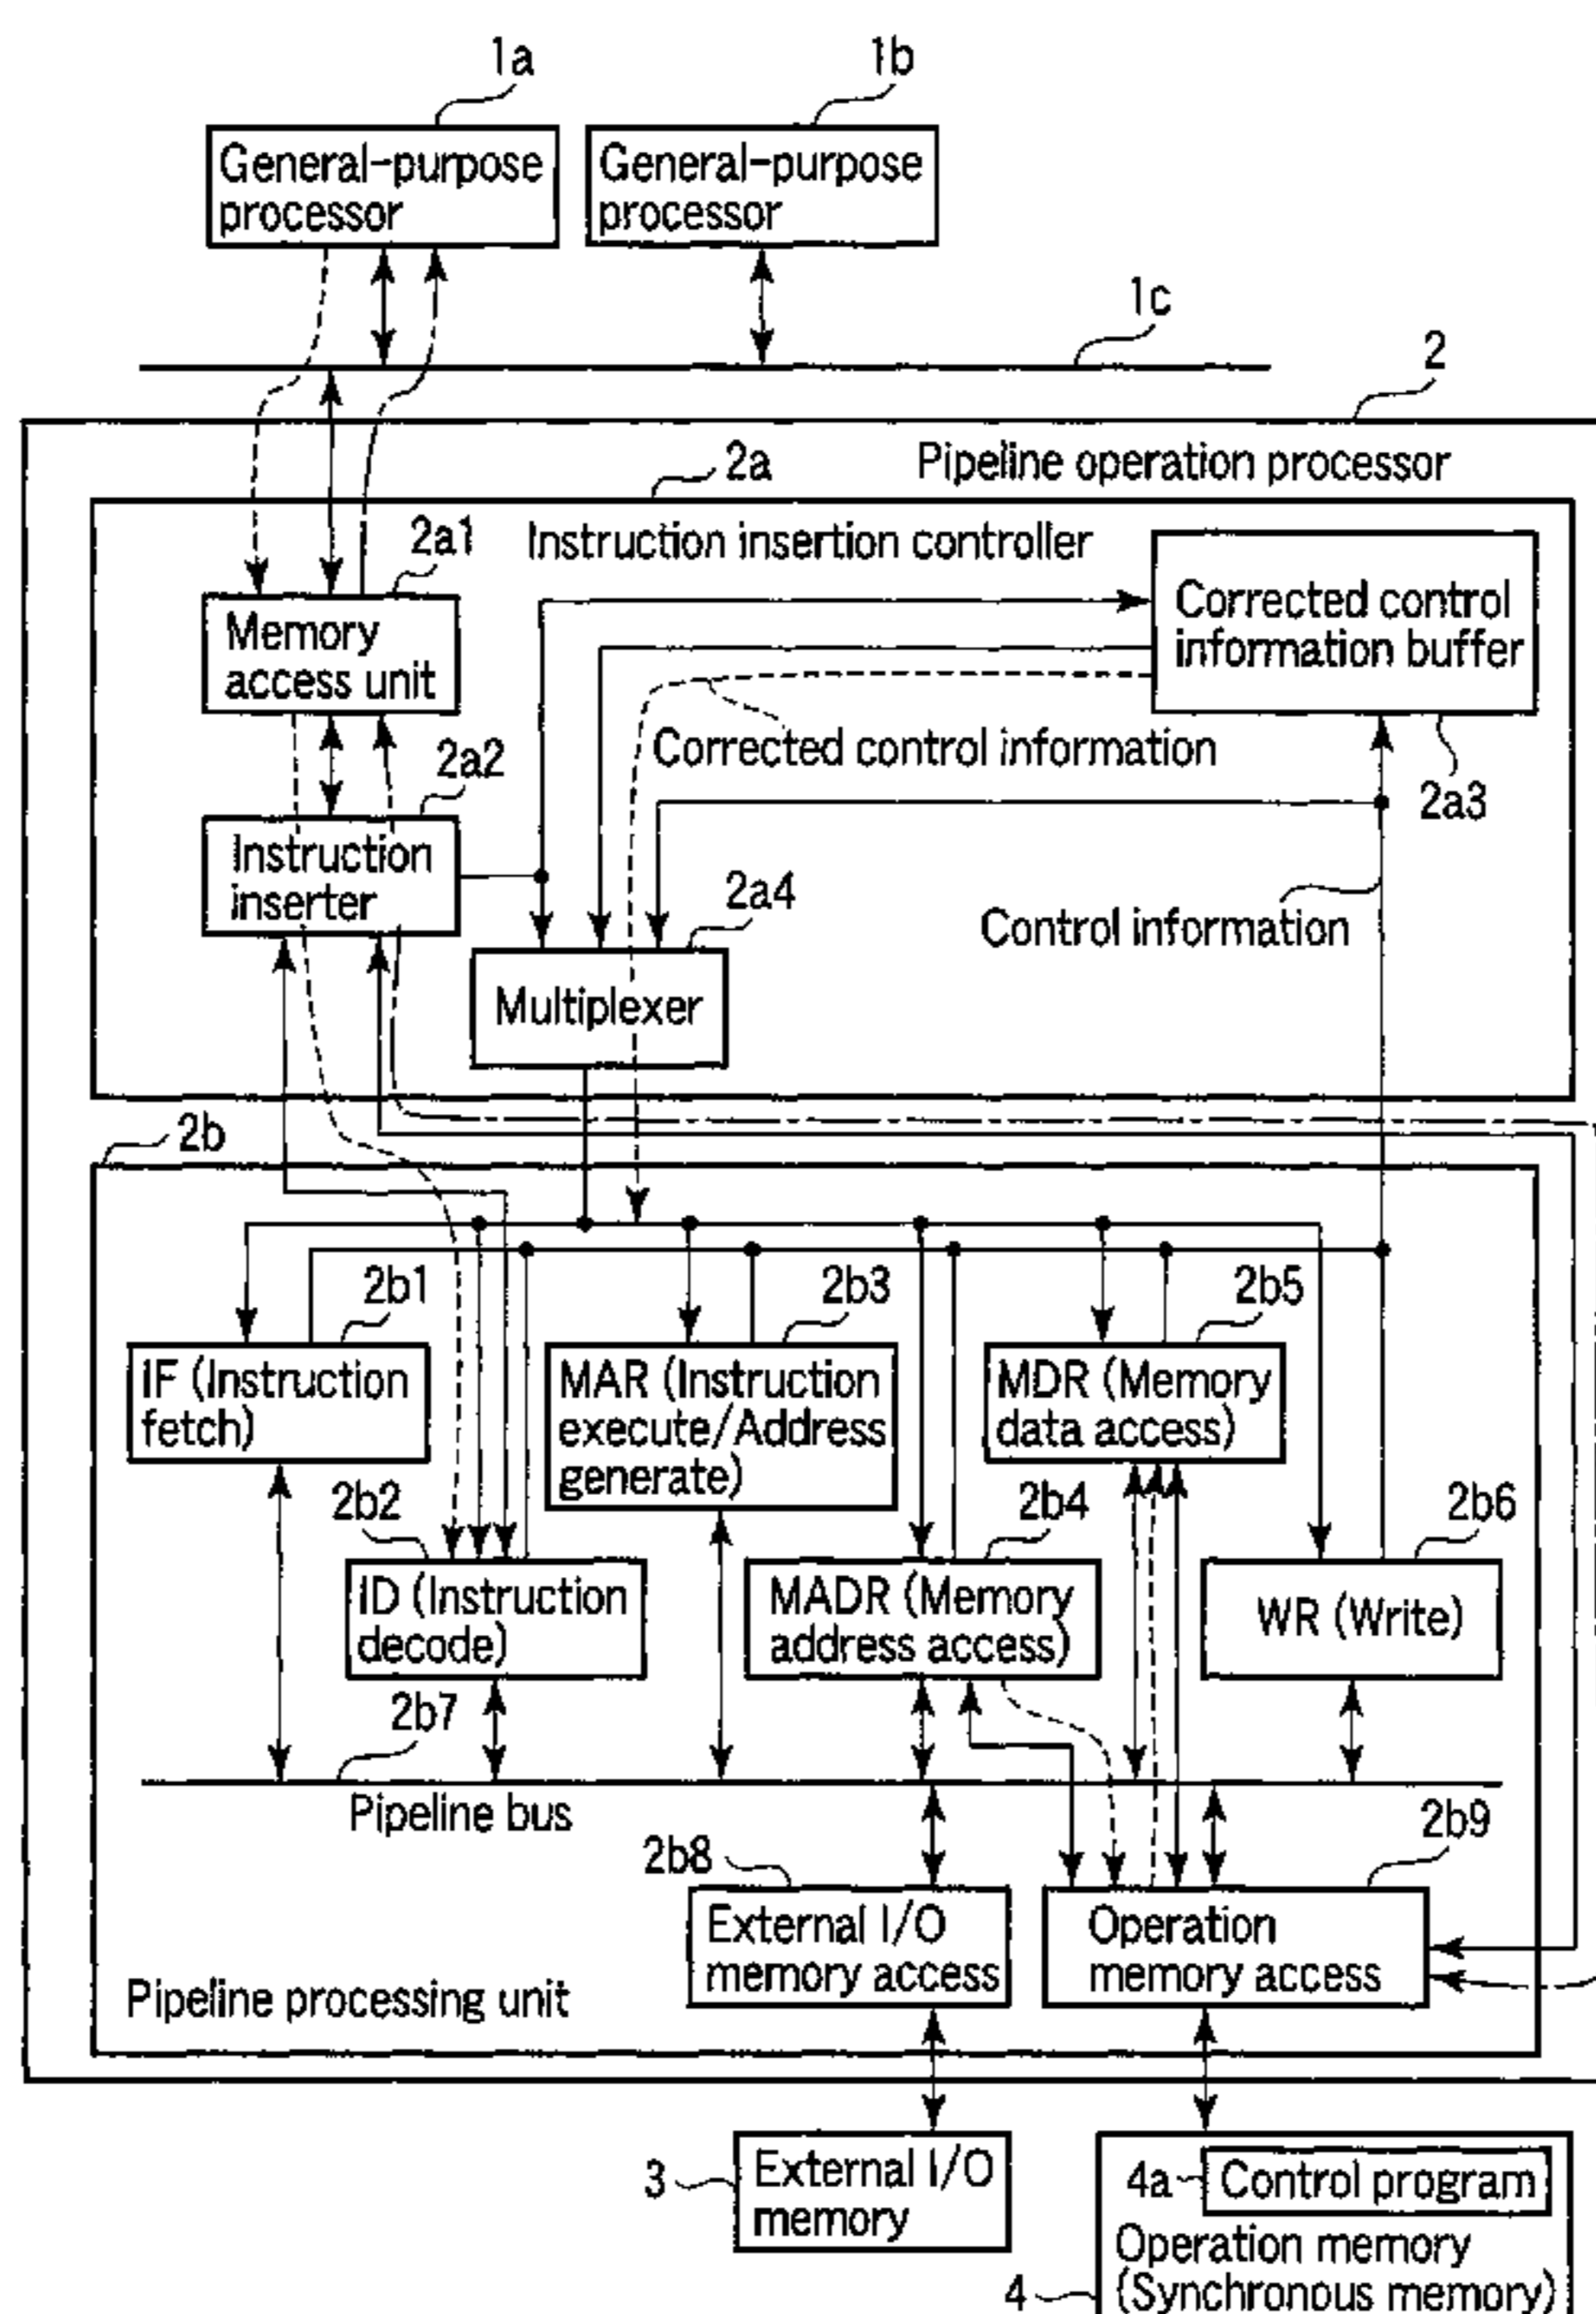 1a
1b
General-purpose
processor
General-purpose
processor
1c
2
Pipeline operation processor
2a
Instruction insertion controller
2a1
Memory
access unit
Corrected control
information buffer
Corrected control information
2a2
2a3
Instruction
inserter
2a4
Control information
Multiplexer
2b
2b1
2b3
2b5
IF (Instruction
fetch)
MAR (Instruction
execute/Address
generate)
MDR (Memory
data access)
2b2
2b4
2b6
ID (Instruction
decode)
MADR (Memory
address access)
WR (Write)
2b7
Pipeline bus
2b8
2b9
External I/O
memory access
Operation
memory access
Pipeline processing unit
3
External I/O
memory
4a
Control program
Operation memory
4
(Synchronous memory)